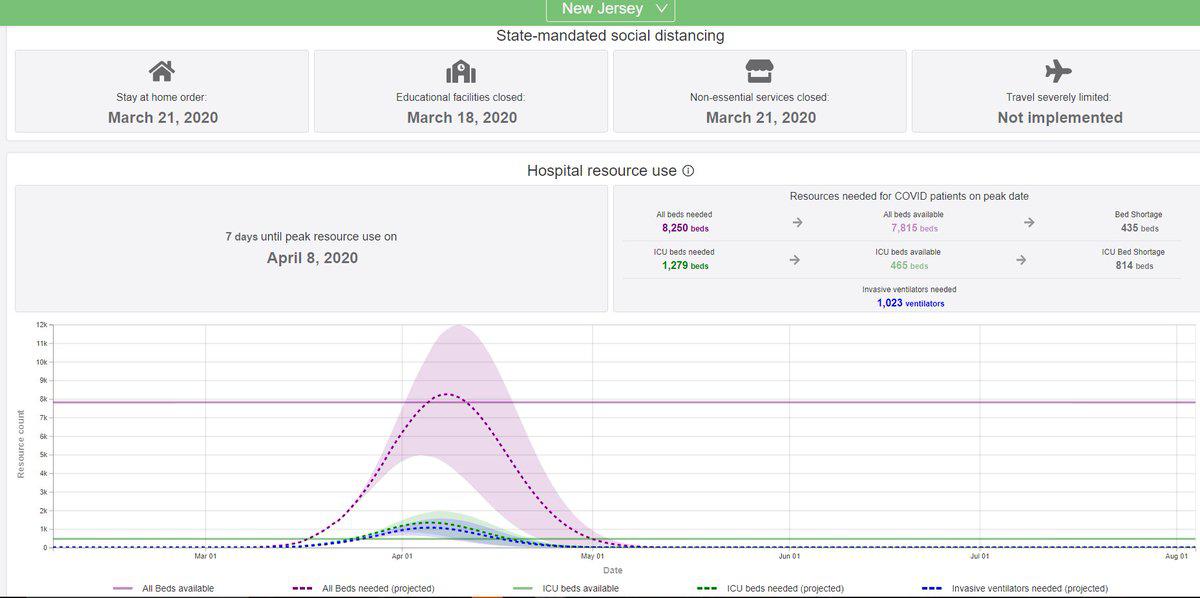 New Jersey
State-mandated social distancing
Stay at home order:
March 21, 2020
Educational facilities closed:
March 18, 2020
Non-essential services closed:
March 21, 2020
Travel severely limited:
Not implemented
Hospital resource use
7 days until peak resource use on
April 8, 2020
Resources needed for COVID patients on peak date
All beds needed
8,250 beds
All beds available
7,815 beds
Bed Shortage
435 beds
ICU beds needed
1,279 beds
ICU beds available
465 beds
ICU Bed Shortage
814 beds
Invasive ventilators needed
1,023 ventilators
Resource count
12k
11k
10k
9k
8k
7k
6k
5k
4k
3k
2k
1k
0
Mar 01
Apr 01
May 01
Jun 01
Jul 01
Aug 01
Date
All Beds available
All Beds needed (projected)
ICU beds available
ICU beds needed (projected)
Invasive ventilators needed (projected)